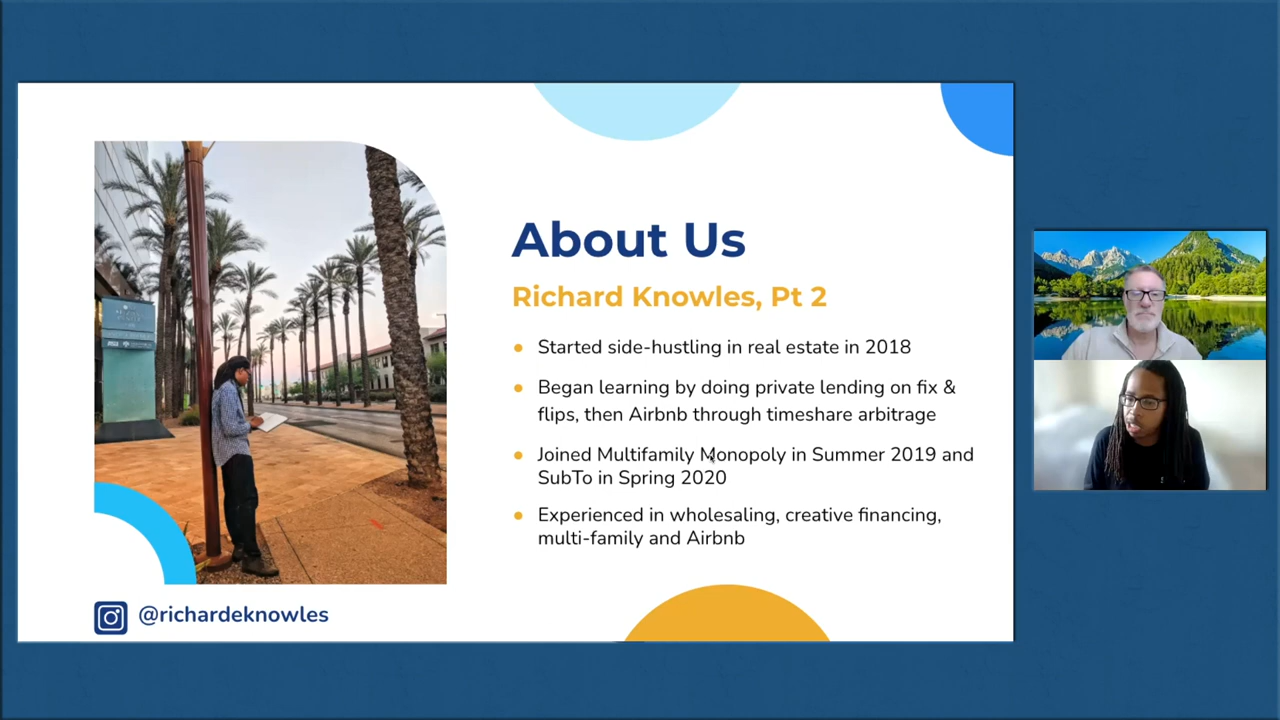 About Us
Richard Knowles, Pt 2
Started side-hustling in real estate in 2018
Began learning by doing private lending on fix &
flips, then Airbnb through timeshare arbitrage
Joined Multifamily Monopoly in Summer 2019 and
SubTo in Spring 2020
Experienced in wholesaling, creative financing,
multi-family and Airbnb
@richardeknowles